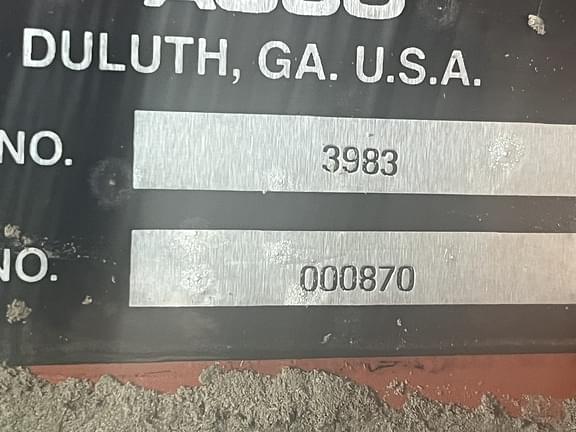 DULUTH, GA. U.S.A.
NO. 3983
NO. 000870